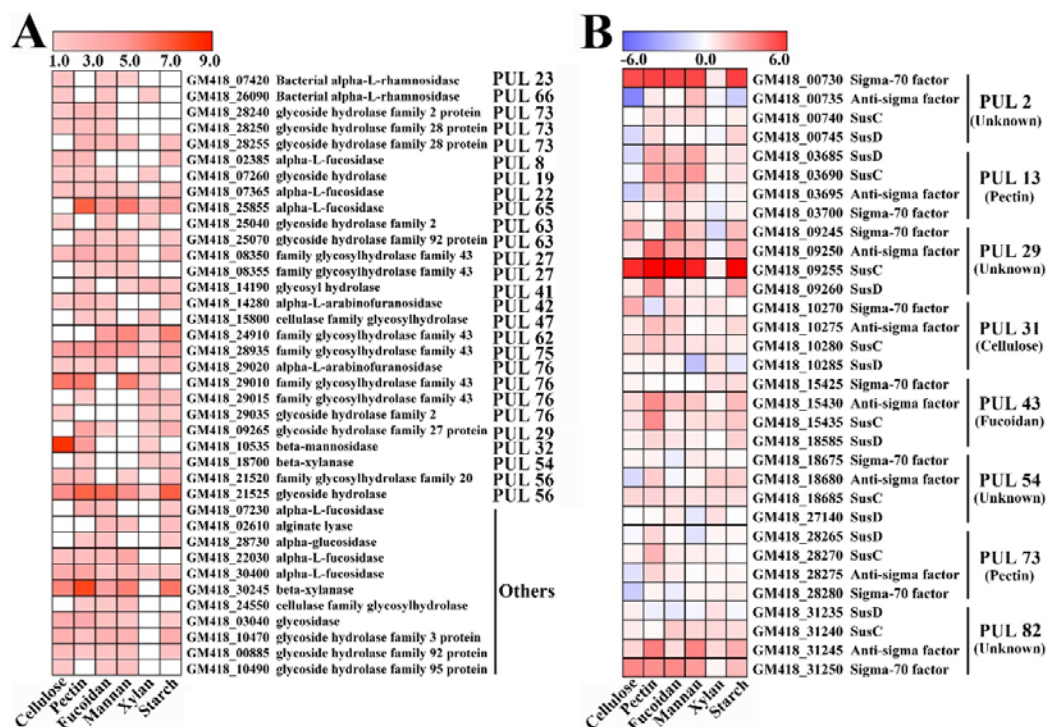 A
1.0 3.0 5.0 7.0 9.0
GM418_07420 Bacterial alpha-L-rhamnosidase PUL 23
GM418_26090 Bacterial alpha-L-rhamnosidase PUL 66
GM418_28240 glycoside hydrolase family 2 protein PUL 73
GM418_28250 glycoside hydrolase family 28 protein PUL 73
GM418_28255 glycoside hydrolase family 28 protein PUL 73
GM418_02385 alpha-L-fucosidase PUL 8
GM418_07260 glycoside hydrolase PUL 19
GM418_07365 alpha-L-fucosidase PUL 22
GM418_25855 alpha-L-fucosidase PUL 65
GM418_25040 glycoside hydrolase family 2 PUL 63
GM418_25070 glycoside hydrolase family 92 protein PUL 63
GM418_08350 family glycosylhydrolase family 43 PUL 27
GM418_08355 family glycosylhydrolase family 43 PUL 27
GM418_14190 glycosyl hydrolase PUL 41
GM418_14280 alpha-L-arabinofuranosidase PUL 42
GM418_15800 cellulase family glycosylhydrolase PUL 47
GM418_24910 family glycosylhydrolase family 43 PUL 62
GM418_28935 family glycosylhydrolase family 43 PUL 75
GM418_29020 alpha-L-arabinofuranosidase PUL 76
GM418_29010 family glycosylhydrolase family 43 PUL 76
GM418_29015 family glycosylhydrolase family 43 PUL 76
GM418_29035 glycoside hydrolase family 2 PUL 76
GM418_09265 glycoside hydrolase family 27 protein PUL 29
GM418_10535 beta-mannosidase PUL 32
GM418_18700 beta-xylanase PUL 54
GM418_21520 family glycosylhydrolase family 20 PUL 56
GM418_21525 glycoside hydrolase PUL 56
GM418_07230 alpha-L-fucosidase
GM418_02610 alginate lyase
GM418_28730 alpha-glucosidase
GM418_22030 alpha-L-fucosidase
GM418_30400 alpha-L-fucosidase
GM418_30245 beta-xylanase
GM418_24550 cellulase family glycosylhydrolase
GM418_03040 glycosidase
GM418_10470 glycoside hydrolase family 3 protein
GM418_00885 glycoside hydrolase family 92 protein
GM418_10490 glycoside hydrolase family 95 protein
Others
Cellulose Pectin Fucoidan Mannan Xylan Starch
B
-6.0 0.0 6.0
GM418_00730 Sigma-70 factor
GM418_00735 Anti-sigma factor
GM418_00740 SusC
GM418_00745 SusD
PUL 2
(Unknown)
GM418_03685 SusD
GM418_03690 SusC
GM418_03695 Anti-sigma factor
GM418_03700 Sigma-70 factor
PUL 13
(Pectin)
GM418_09245 Sigma-70 factor
GM418_09250 Anti-sigma factor
GM418_09255 SusC
GM418_09260 SusD
PUL 29
(Unknown)
GM418_10270 Sigma-70 factor
GM418_10275 Anti-sigma factor
GM418_10280 SusC
GM418_10285 SusD
PUL 31
(Cellulose)
GM418_15425 Sigma-70 factor
GM418_15430 Anti-sigma factor
GM418_15435 SusC
GM418_18585 SusD
PUL 43
(Fucoidan)
GM418_18675 Sigma-70 factor
GM418_18680 Anti-sigma factor
GM418_18685 SusC
GM418_27140 SusD
PUL 54
(Unknown)
GM418_28265 SusD
GM418_28270 SusC
GM418_28275 Anti-sigma factor
GM418_28280 Sigma-70 factor
PUL 73
(Pectin)
GM418_31235 SusD
GM418_31240 SusC
GM418_31245 Anti-sigma factor
GM418_31250 Sigma-70 factor
PUL 82
(Unknown)
Cellulose Pectin Fucoidan Mannan Xylan Starch